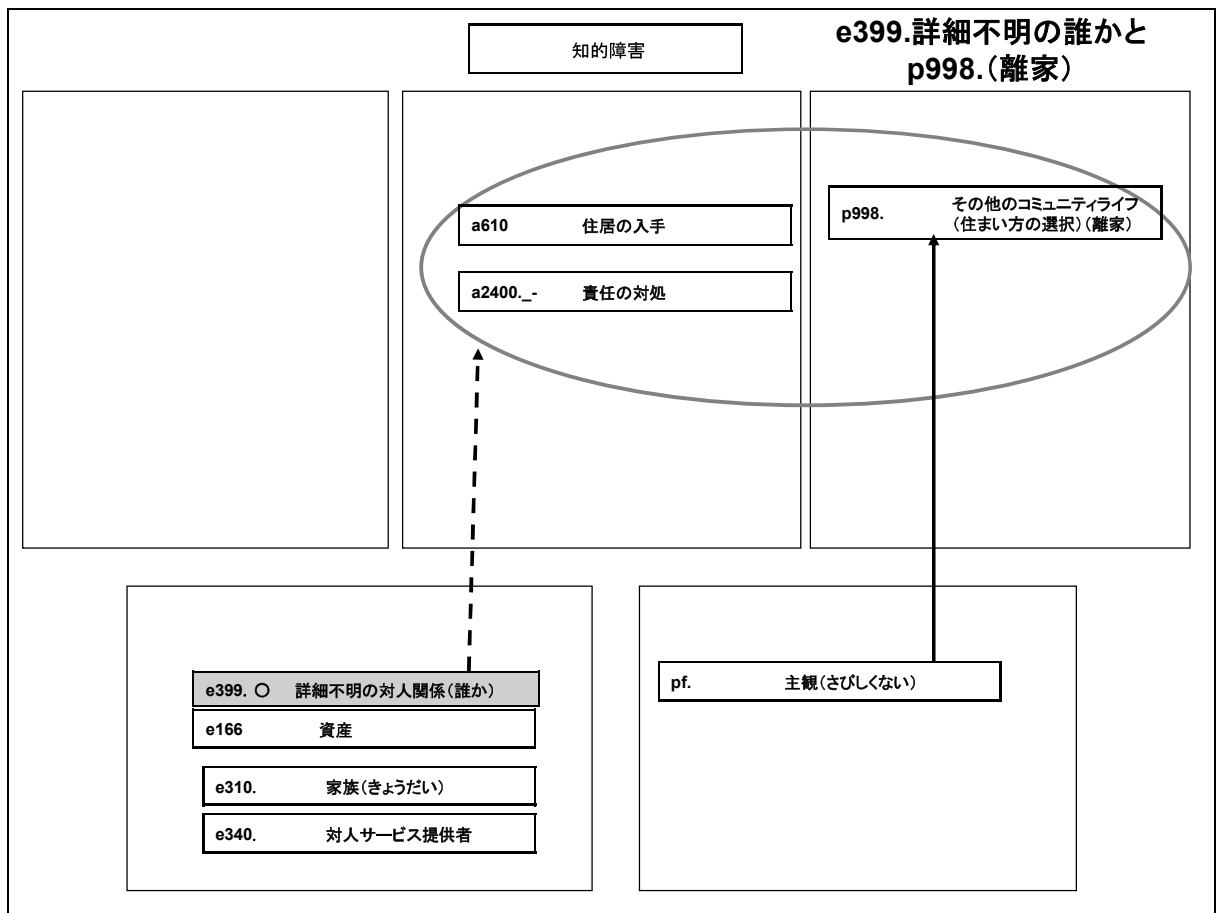 知的障害
e399.詳細不明の誰かと
p998.(離家)
a610 住居の入手
a2400._- 責任の対処
p998. その他のコミュニティライフ
(住まい方の選択)(離家)
e399. ○ 詳細不明の対人関係(誰か)
e166 資産
e310. 家族(きょうだい)
e340. 対人サービス提供者
pf. 主観(さびしくない)